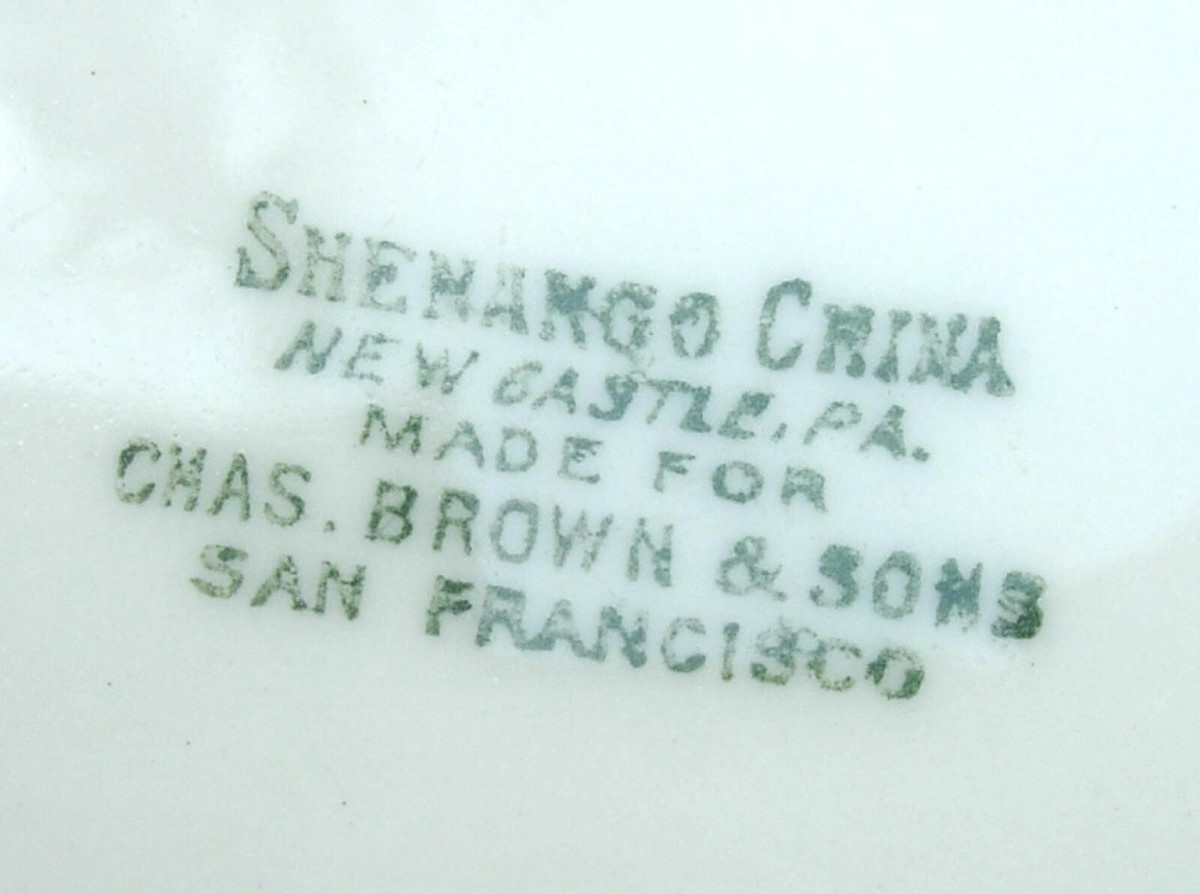 SHENANGO CHINA
NEW CASTLE, PA.
MADE FOR
CHAS. BROWN & SONS
SAN FRANCISCO